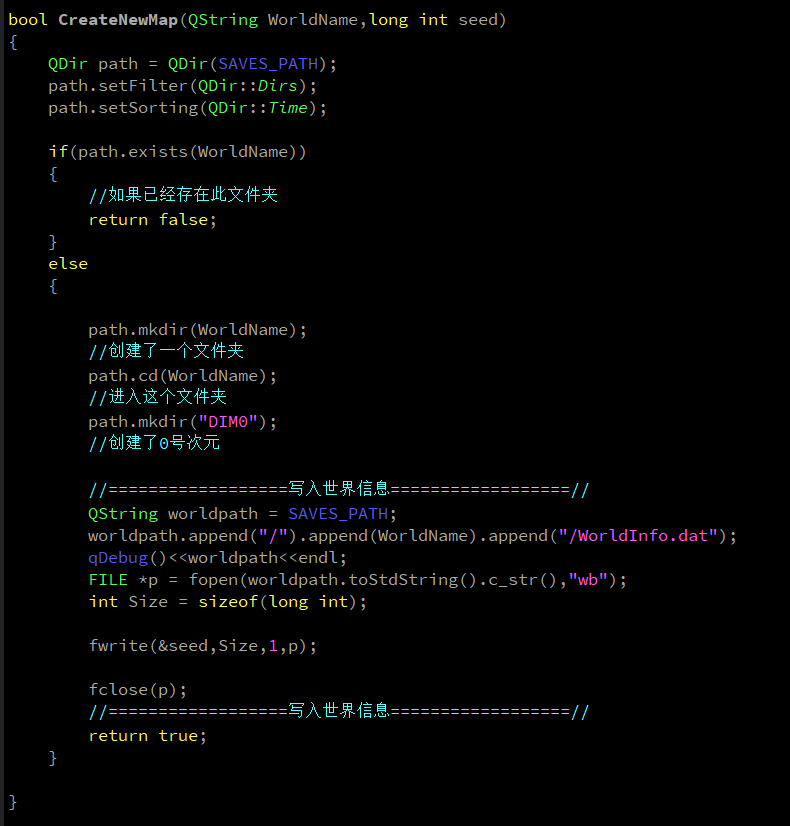 bool CreateNewMap(QString WorldName,long int seed)
{
    QDir path = QDir(SAVES_PATH);
    path.setFilter(QDir::Dirs);
    path.setSorting(QDir::Time);

    if(path.exists(WorldName))
    {
        //如果已经存在此文件夹
        return false;
    }
    else
    {

        path.mkdir(WorldName);
        //创建了一个文件夹
        path.cd(WorldName);
        //进入这个文件夹
        path.mkdir("DIM0");
        //创建了0号次元

        //==================写入世界信息==================//
        QString worldpath = SAVES_PATH;
        worldpath.append("/").append(WorldName).append("/WorldInfo.dat");
        qDebug()<<worldpath<<endl;
        FILE *p = fopen(worldpath.toStdString().c_str(),"wb");
        int Size = sizeof(long int);

        fwrite(&seed,Size,1,p);

        fclose(p);
        //==================写入世界信息==================//
        return true;
    }

}